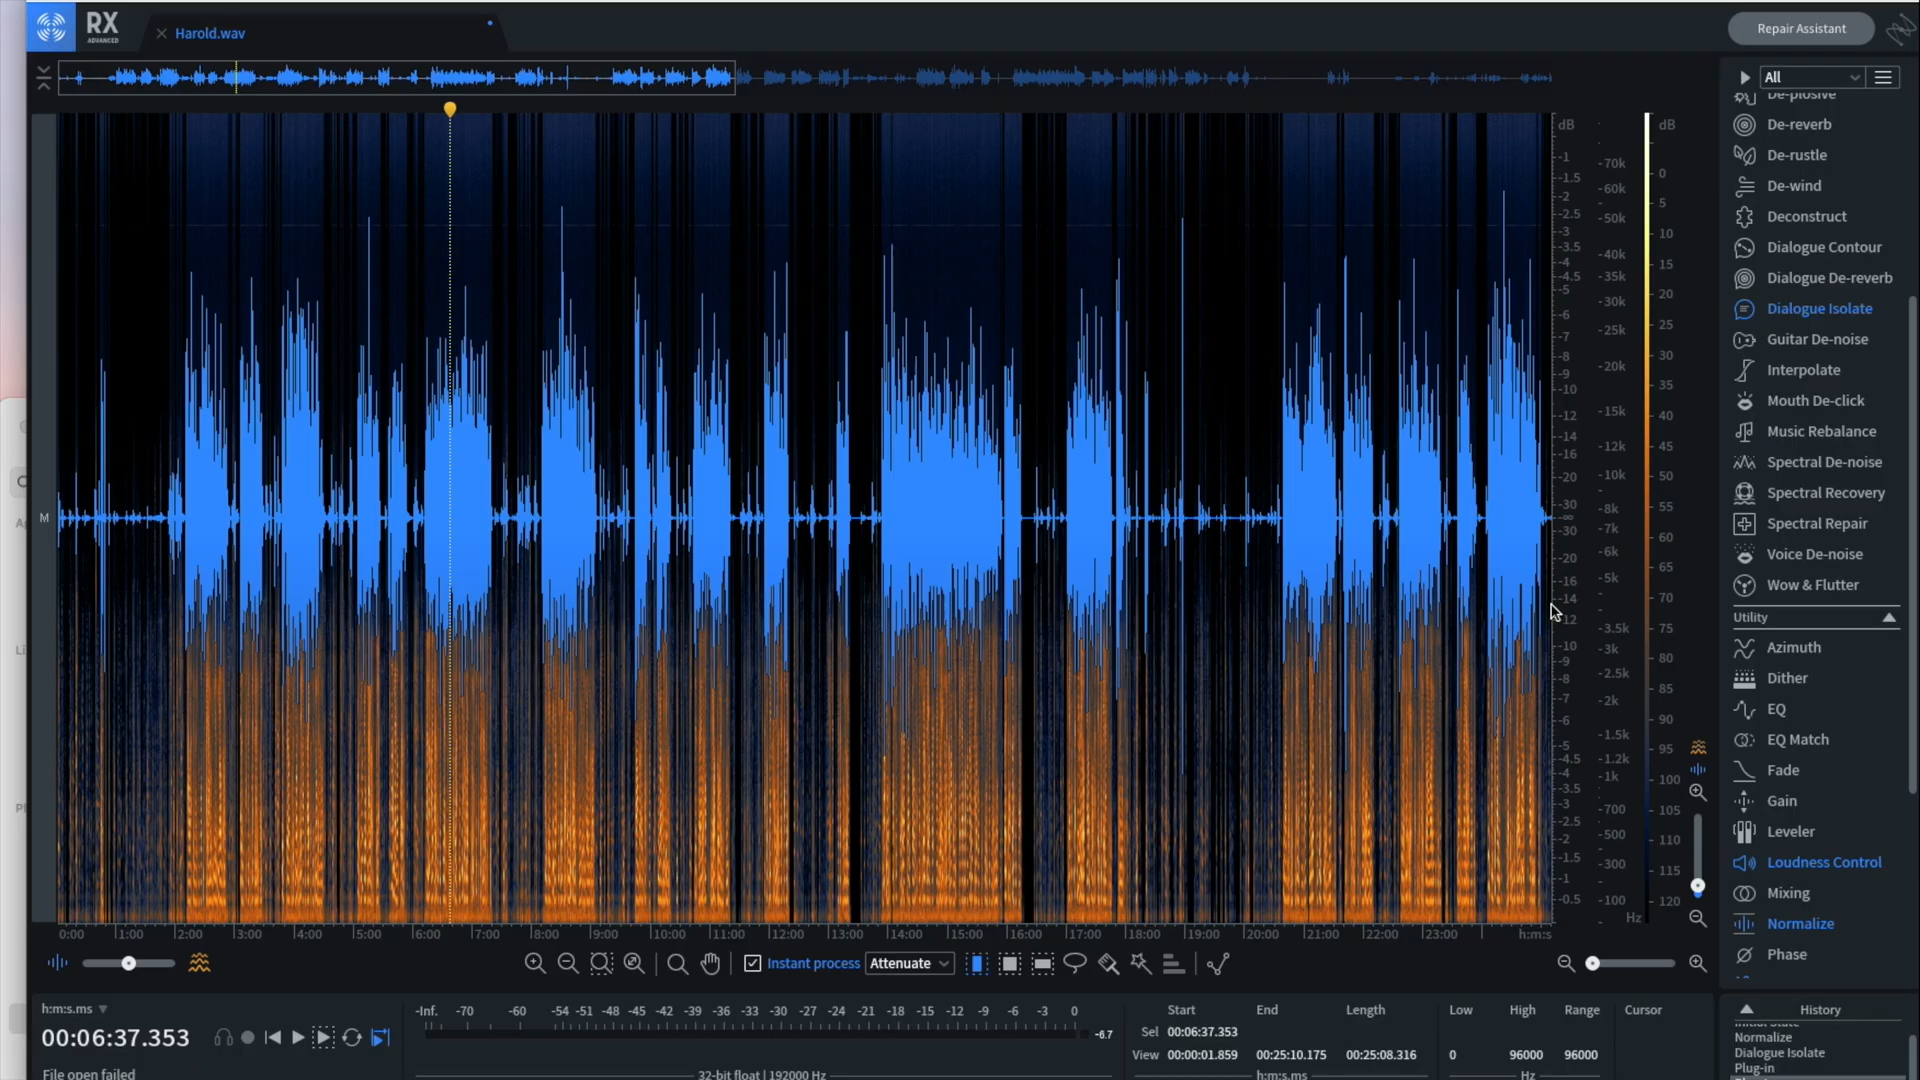 RX
ADVANCED
Harold.wav
Repair Assistant
All
De-plosive
De-reverb
De-rustle
De-wind
Deconstruct
Dialogue Contour
Dialogue De-reverb
Dialogue Isolate
Guitar De-noise
Interpolate
Mouth De-click
Music Rebalance
Spectral De-noise
Spectral Recovery
Spectral Repair
Voice De-noise
Wow & Flutter
Utility
Azimuth
Dither
EQ
EQ Match
Fade
Gain
Leveler
Loudness Control
Mixing
Normalize
Phase
M
dB
-1
-1.5
-2
-2.5
-3
-3.5
-4
-4.5
-5
-6
-7
-8
-9
-10
-12
-14
-16
-20
-30
-∞
-30
-20
-16
-14
-12
-10
-9
-8
-7
-6
-5
-4.5
-4
-3.5
-3
-2.5
-2
-1.5
-1
-0.5
-70k
-60k
-50k
-40k
-35k
-30k
-25k
-20k
-15k
-12k
-10k
-8k
-7k
-6k
-5k
-3.5k
-3k
-2.5k
-2k
-1.5k
-1.2k
-1k
-700
-500
-300
-100
Hz
dB
0
5
10
15
20
25
30
35
40
45
50
55
60
65
70
75
80
85
90
95
100
105
110
115
120
0:00 1:00 2:00 3:00 4:00 5:00 6:00 7:00 8:00 9:00 10:00 11:00 12:00 13:00 14:00 15:00 16:00 17:00 18:00 19:00 20:00 21:00 22:00 23:00 h:m:s
Instant process Attenuate
h:m:s.ms
00:06:37.353
File open failed
-Inf. -70 -60 -54 -51 -48 -45 -42 -39 -36 -33 -30 -27 -24 -21 -18 -15 -12 -9 -6 -3 0
-6.7
32-bit float | 192000 Hz
Start End Length Low High Range Cursor
Sel 00:06:37.353
View 00:00:01.859 00:25:10.175 00:25:08.316 0 96000 96000
h:m:s.ms Hz
History
Initial State
Normalize
Dialogue Isolate
Plug-in